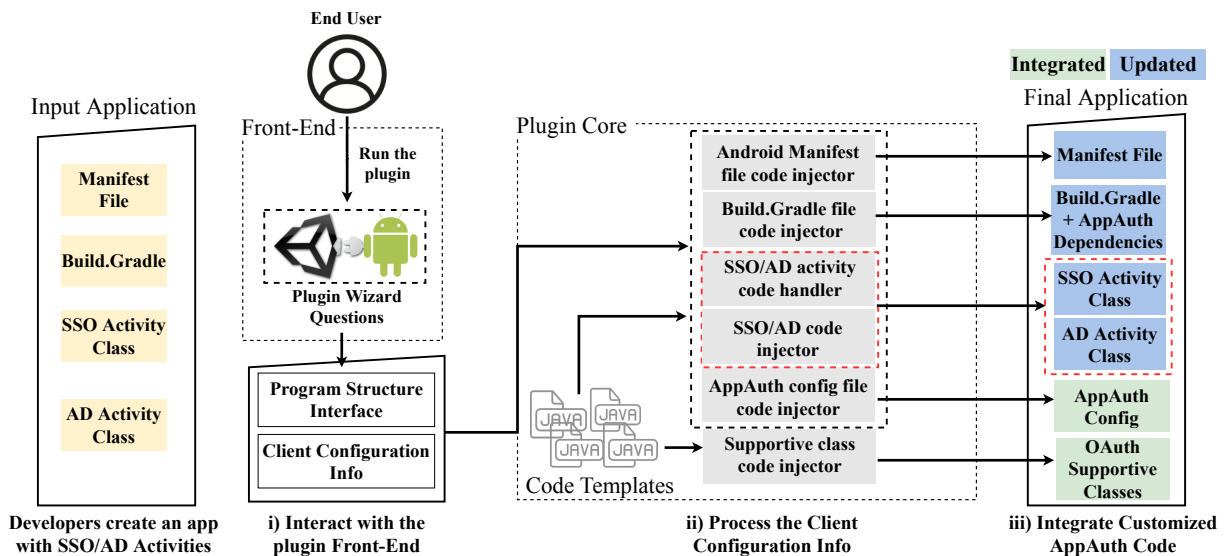 End User
Integrated
Updated
Input Application
Front-End
Plugin Core
Final Application
Run the
plugin
Manifest
File
Build.Gradle
SSO Activity
Class
AD Activity
Class
Plugin Wizard
Questions
Program Structure
Interface
Client Configuration
Info
Android Manifest
file code injector
Build.Gradle file
code injector
SSO/AD activity
code handler
SSO/AD code
injector
AppAuth config file
code injector
Supportive class
code injector
JAVA
JAVA
JAVA
JAVA
Code Templates
Manifest File
Build.Gradle
+ AppAuth
Dependencies
SSO Activity
Class
AD Activity
Class
AppAuth
Config
OAuth
Supportive
Classes
Developers create an app
with SSO/AD Activities
i) Interact with the
plugin Front-End
ii) Process the Client
Configuration Info
iii) Integrate Customized
AppAuth Code